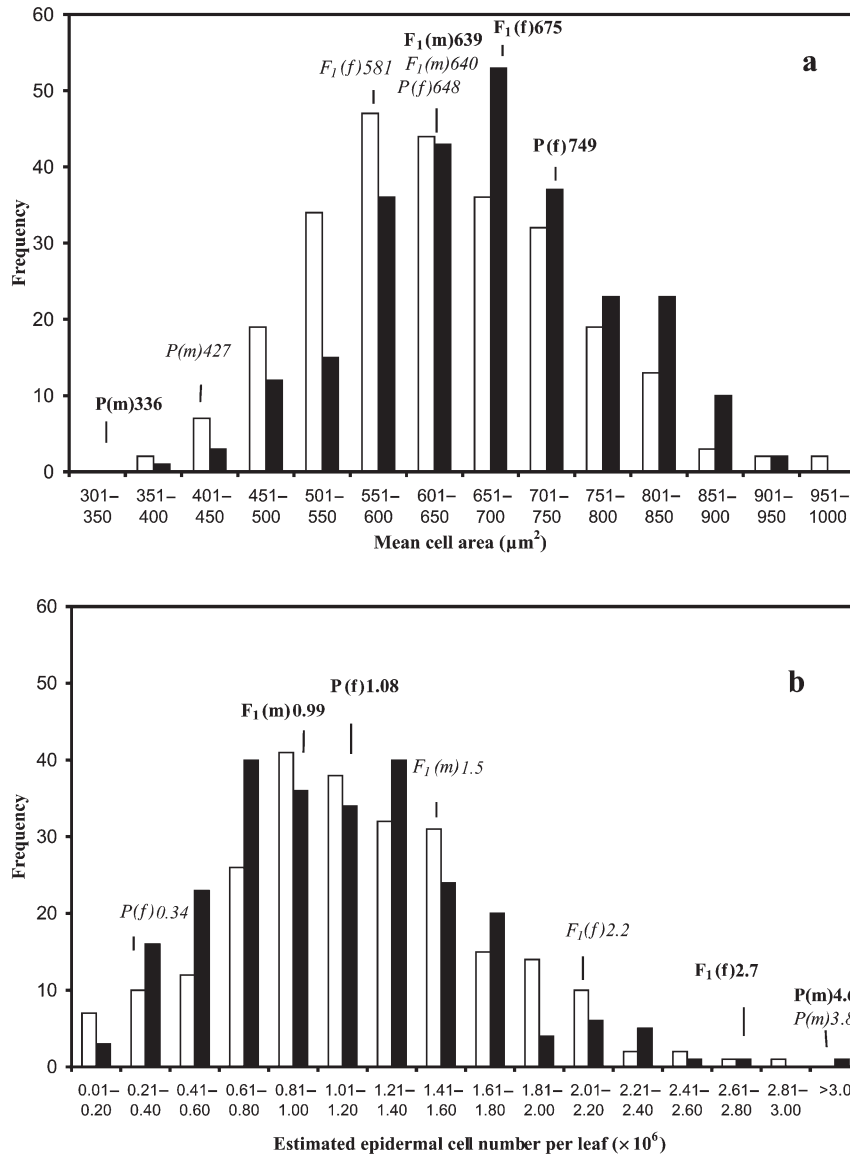 60
50
40
30
20
10
0
Frequency
F₁(f)581
F₁(m)639
F₁(m)640
P(f)648
F₁(f)675
P(f)749
P(m)427
P(m)336
a
301– 351– 401– 451– 501– 551– 601– 651– 701– 751– 801– 851– 901– 951–
350 400 450 500 550 600 650 700 750 800 850 900 950 1000
Mean cell area (µm²)
60
50
40
30
20
10
0
Frequency
P(f)0.34
F₁(m)0.99
P(f)1.08
F₁(m)1.5
F₁(f)2.2
F₁(f)2.7
P(m)4.6
P(m)3.8
b
0.01– 0.21– 0.41– 0.61– 0.81– 1.01– 1.21– 1.41– 1.61– 1.81– 2.01– 2.21– 2.41– 2.61– 2.81– >3.0
0.20 0.40 0.60 0.80 1.00 1.20 1.40 1.60 1.80 2.00 2.20 2.40 2.60 2.80 3.00
Estimated epidermal cell number per leaf (×10⁶)